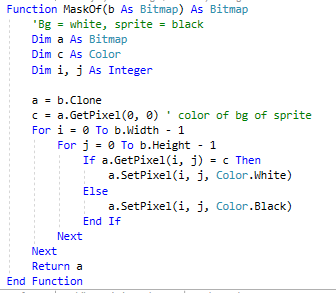 Function MaskOf(b As Bitmap) As Bitmap
'Bg = white, sprite = black
Dim a As Bitmap
Dim c As Color
Dim i, j As Integer
a = b.Clone
c = a.GetPixel(0, 0) ' color of bg of sprite
For i = 0 To b.Width - 1
For j = 0 To b.Height - 1
If a.GetPixel(i, j) = c Then
a.SetPixel(i, j, Color.White)
Else
a.SetPixel(i, j, Color.Black)
End If
Next
Next
Return a
End Function